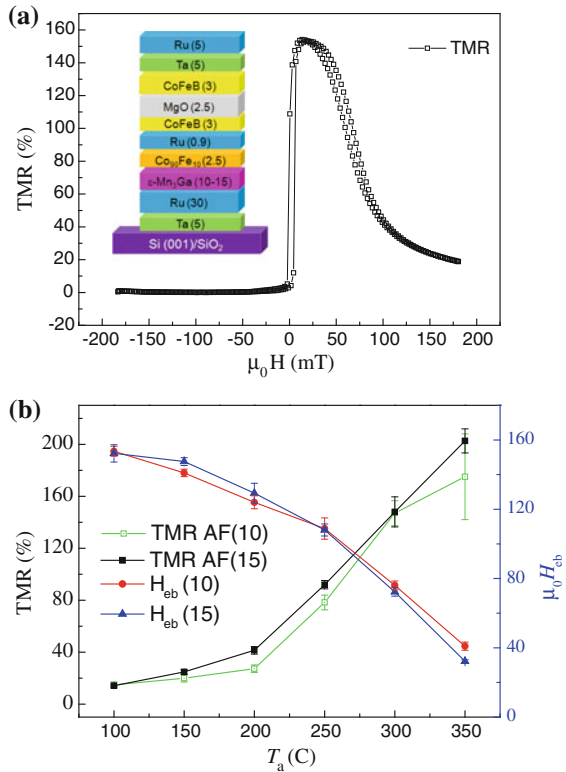 (a)
160
140
120
100
80
60
40
20
0
-20
TMR (%)
-200 -150 -100 -50 0 50 100 150 200
μ₀H (mT)
TMR
Ru (5)
Ta (5)
CoFeB (3)
MgO (2.5)
CoFeB (3)
Ru (0.9)
Co₉₀Fe₁₀(2.5)
ε-Mn₃Ga (10-15)
Ru (30)
Ta (5)
Si (001)/SiO₂
(b)
200
160
120
80
40
0
TMR (%)
TMR AF(10)
TMR AF(15)
Hₑb (10)
Hₑb (15)
160
120
80
40
0
μ₀Hₑb
100 150 200 250 300 350
Tₐ(C)